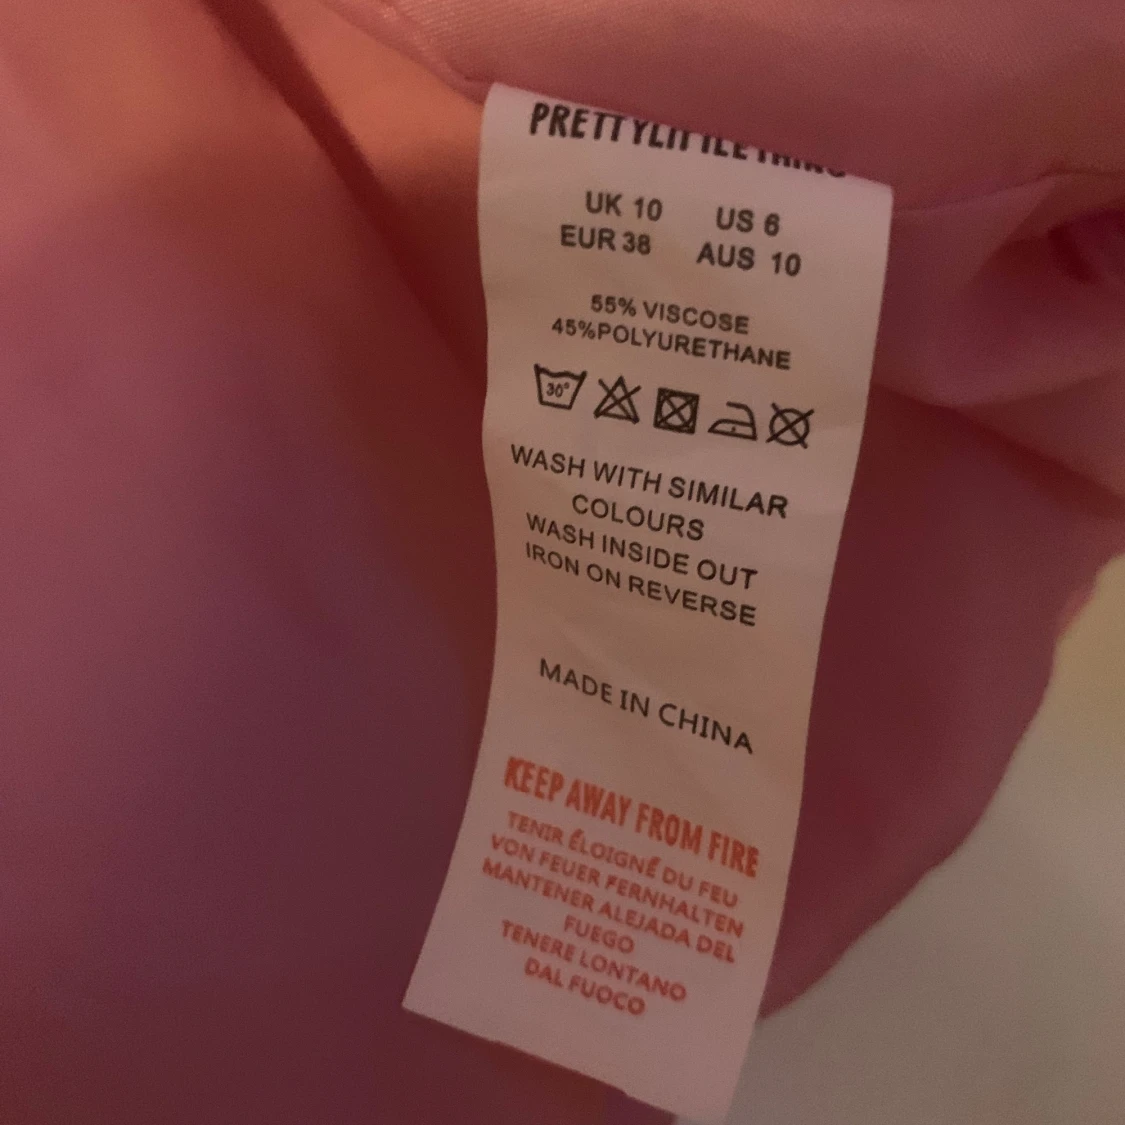 PRETTYLITTLETHING
UK 10 US 6
EUR 38 AUS 10
55% VISCOSE
45%POLYURETHANE
30°
WASH WITH SIMILAR
COLOURS
WASH INSIDE OUT
IRON ON REVERSE
MADE IN CHINA
KEEP AWAY FROM FIRE
TENIR ÉLOIGNÉ DU FEU
VON FEUER FERNHALTEN
MANTENER ALEJADA DEL
FUEGO
TENERE LONTANO
DAL FUOCO